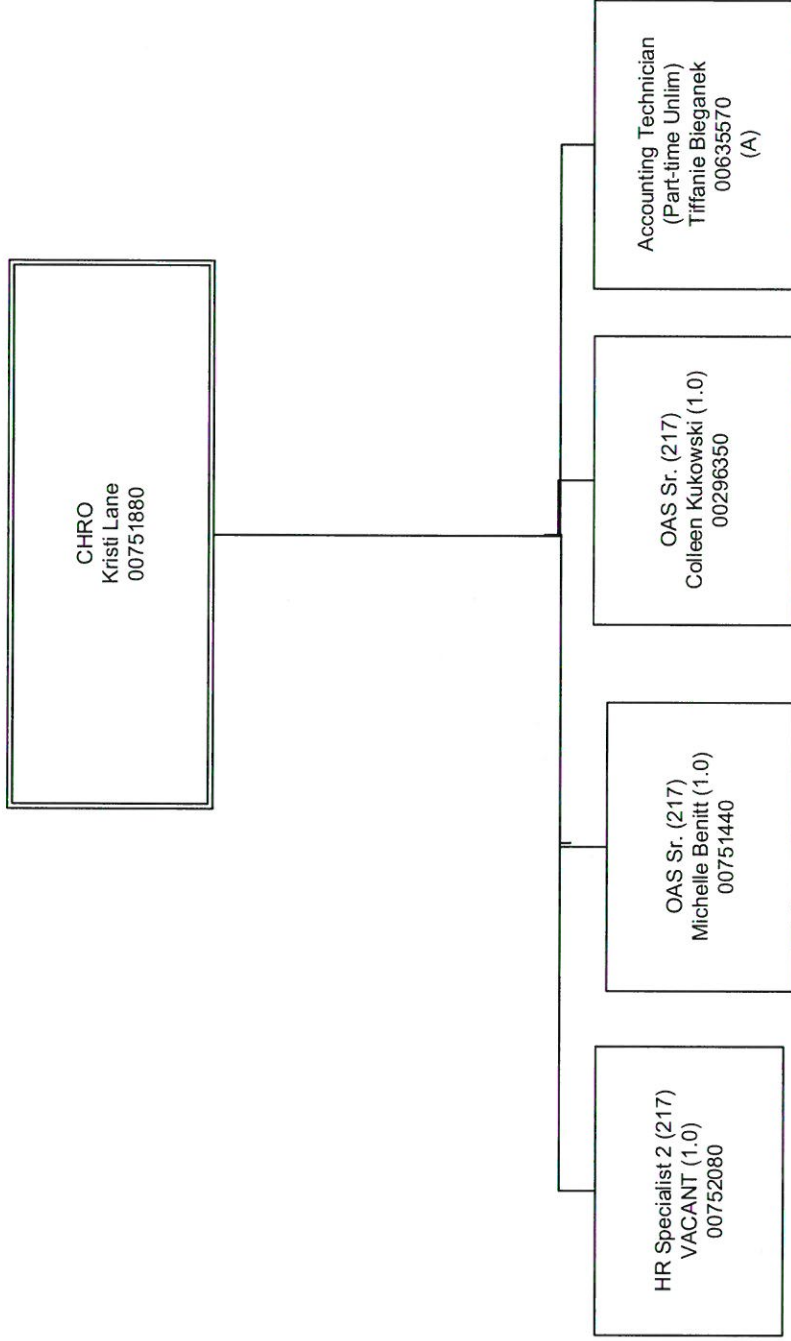 CHRO
Kristi Lane
00751880
HR Specialist 2 (217)
VACANT (1.0)
00752080
OAS Sr. (217)
Michelle Benitt (1.0)
00751440
OAS Sr. (217)
Colleen Kukowski (1.0)
00296350
Accounting Technician
(Part-time Unlim)
Tiffanie Bieganek
00635570
(A)